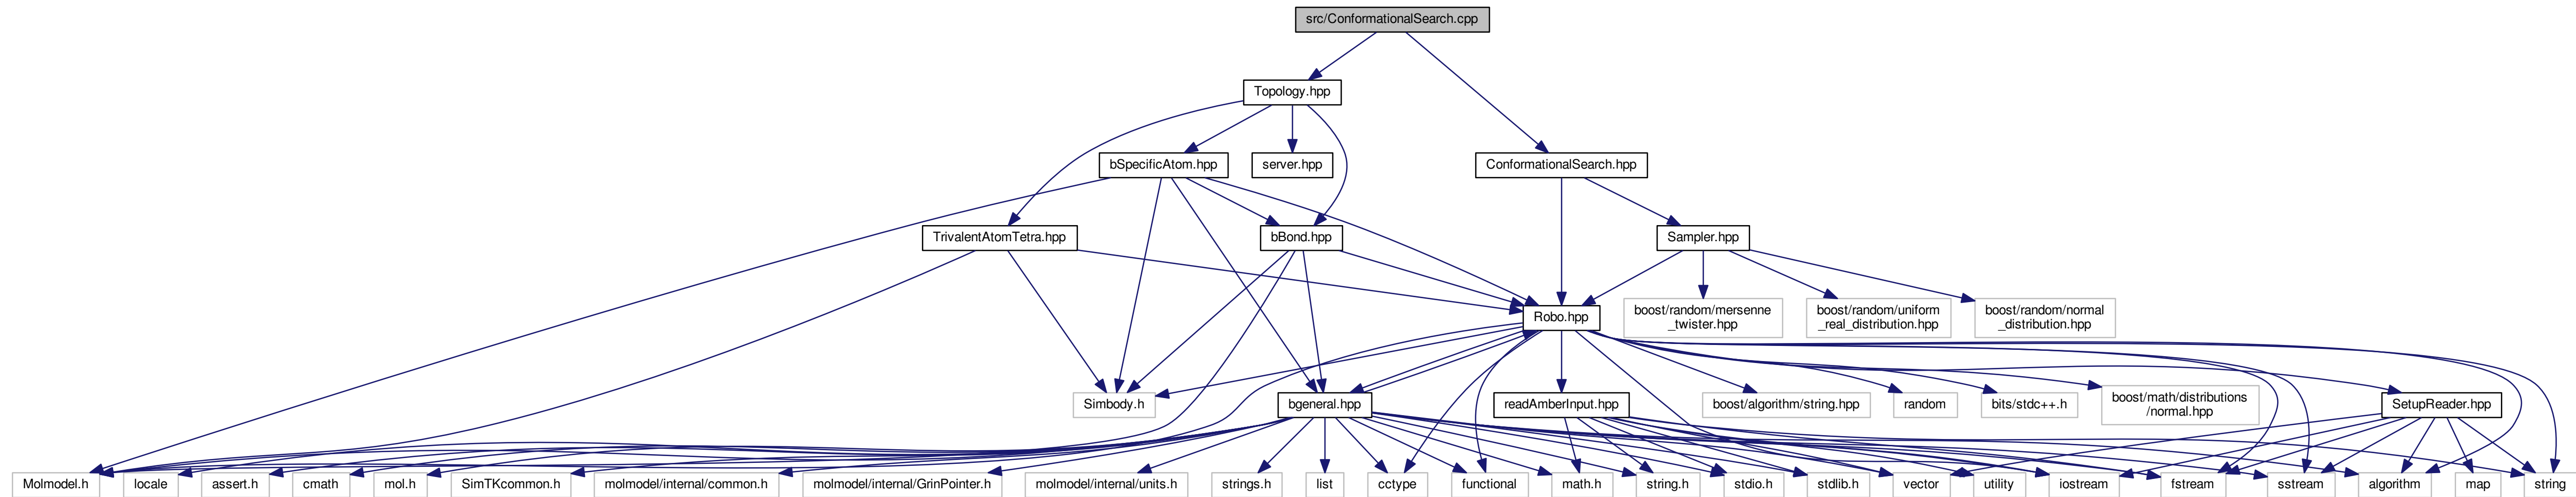 src/ConformationalSearch.cpp
Topology.hpp
bSpecificAtom.hpp
server.hpp
ConformationalSearch.hpp
TrivalentAtomTetra.hpp
bBond.hpp
Sampler.hpp
Robo.hpp
boost/random/mersenne
_twister.hpp
boost/random/uniform
_real_distribution.hpp
boost/random/normal
_distribution.hpp
Simbody.h
bgeneral.hpp
readAmberInput.hpp
boost/algorithm/string.hpp
random
bits/stdc++.h
boost/math/distributions
/normal.hpp
SetupReader.hpp
Molmodel.h
locale
assert.h
cmath
mol.h
SimTKcommon.h
molmodel/internal/common.h
molmodel/internal/GrinPointer.h
molmodel/internal/units.h
strings.h
list
cctype
functional
math.h
string.h
stdio.h
stdlib.h
vector
utility
iostream
fstream
sstream
algorithm
map
string